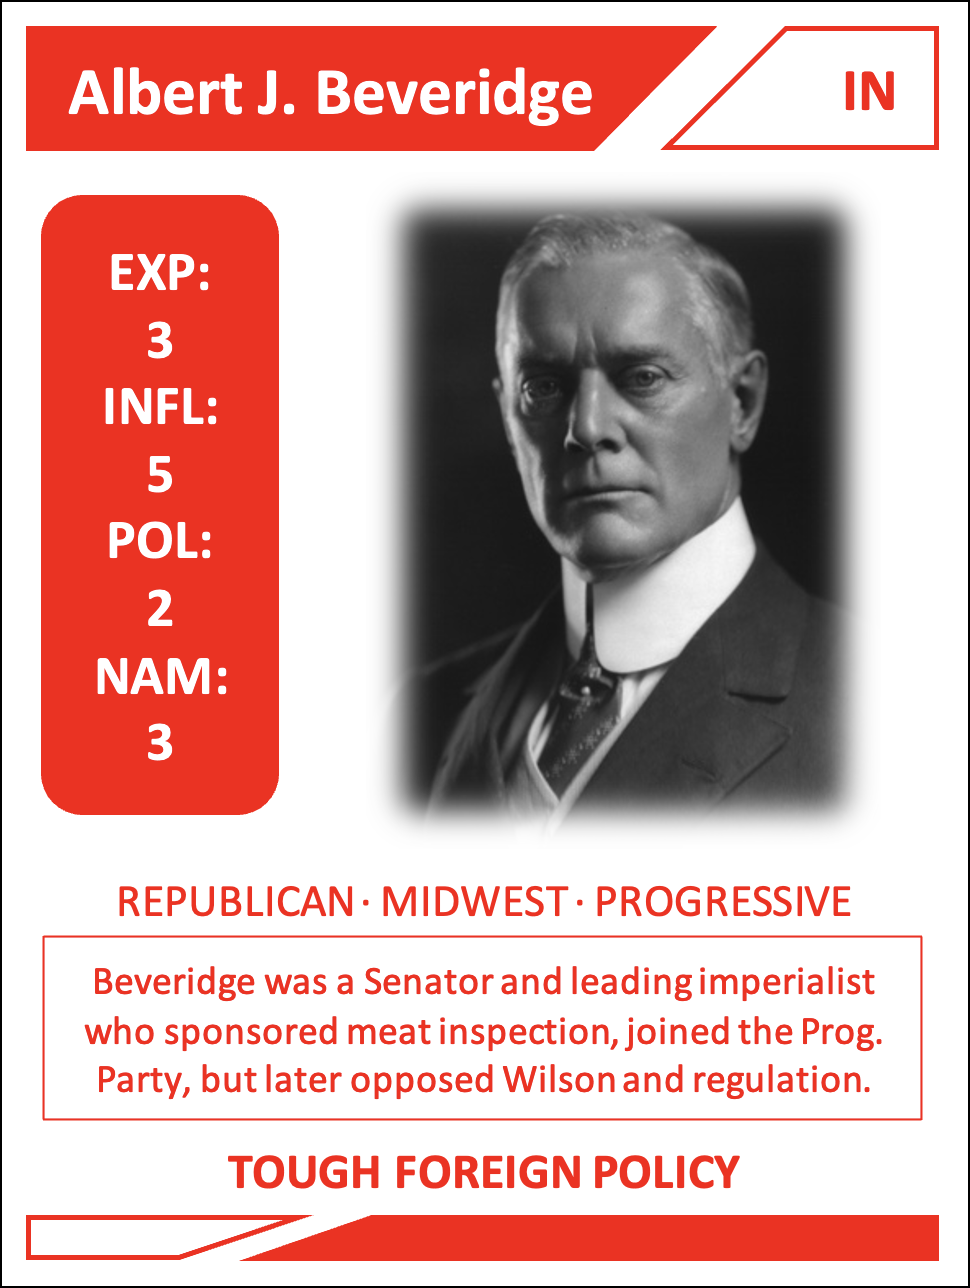 Albert J. Beveridge
IN
EXP:
3
INFL:
5
POL:
2
NAM:
3
REPUBLICAN · MIDWEST · PROGRESSIVE
Beveridge was a Senator and leading imperialist
who sponsored meat inspection, joined the Prog.
Party, but later opposed Wilson and regulation.
TOUGH FOREIGN POLICY